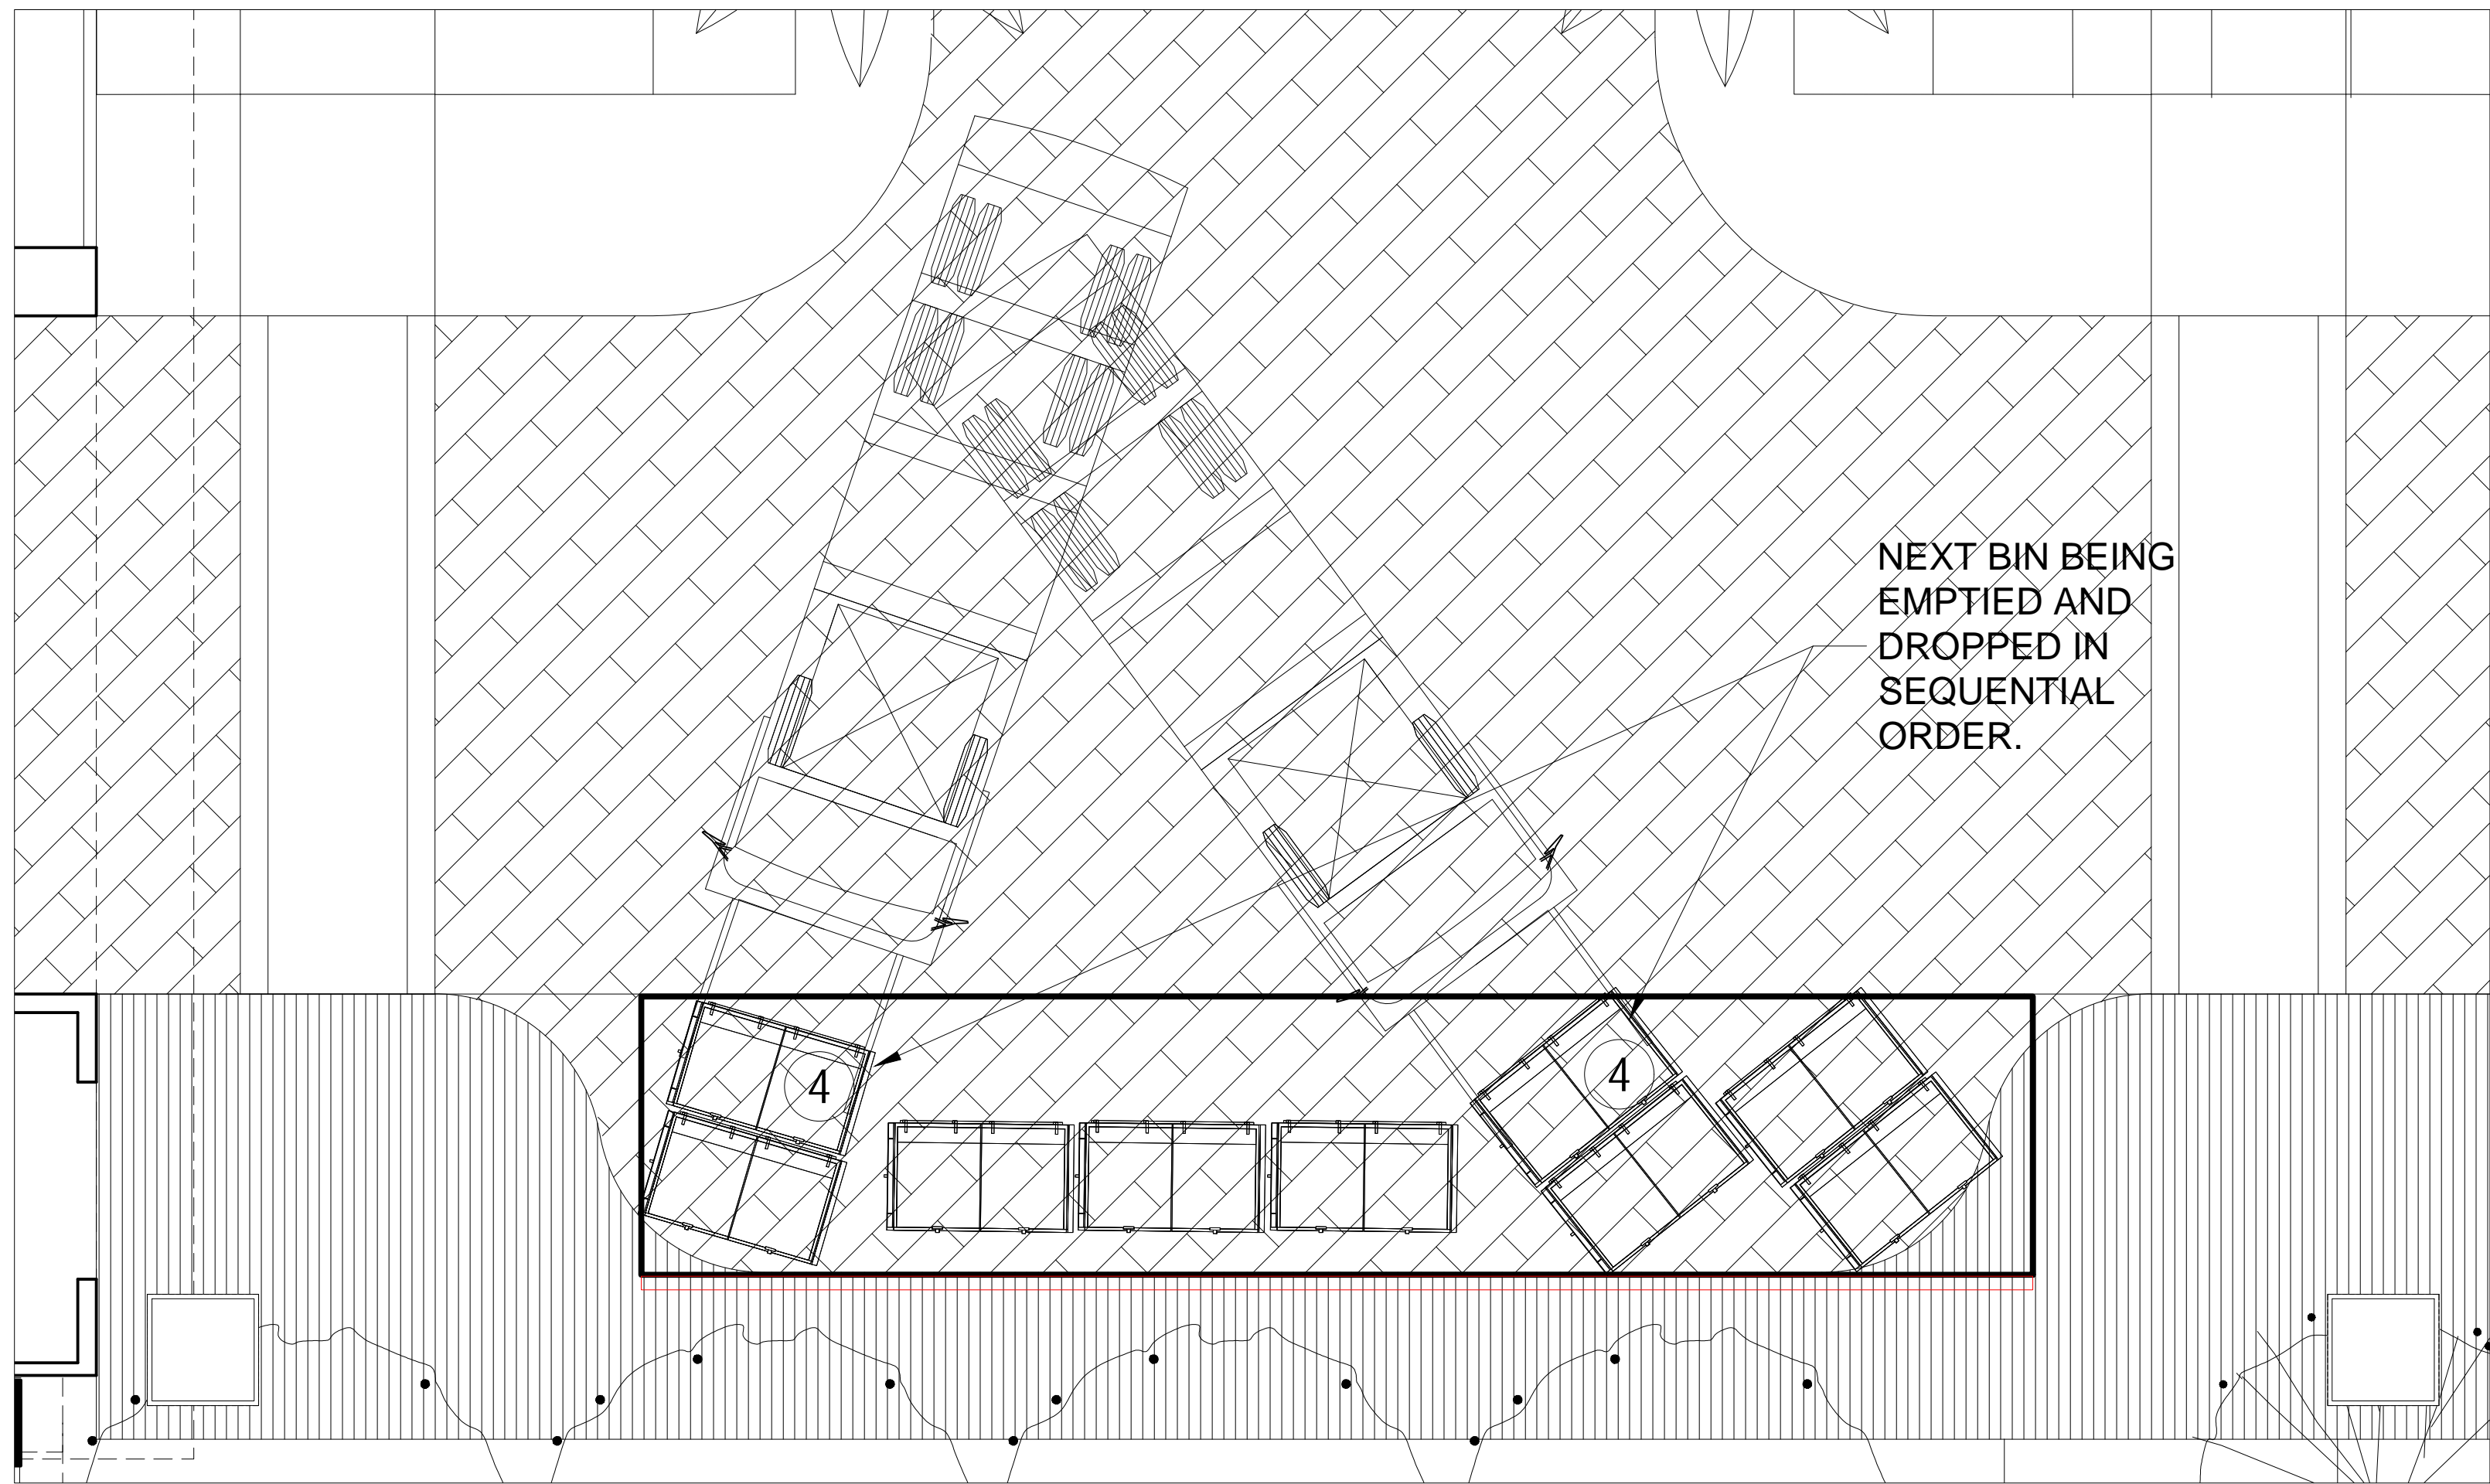 NEXT BIN BEING
EMPTIED AND
DROPPED IN
SEQUENTIAL
ORDER.
4
4